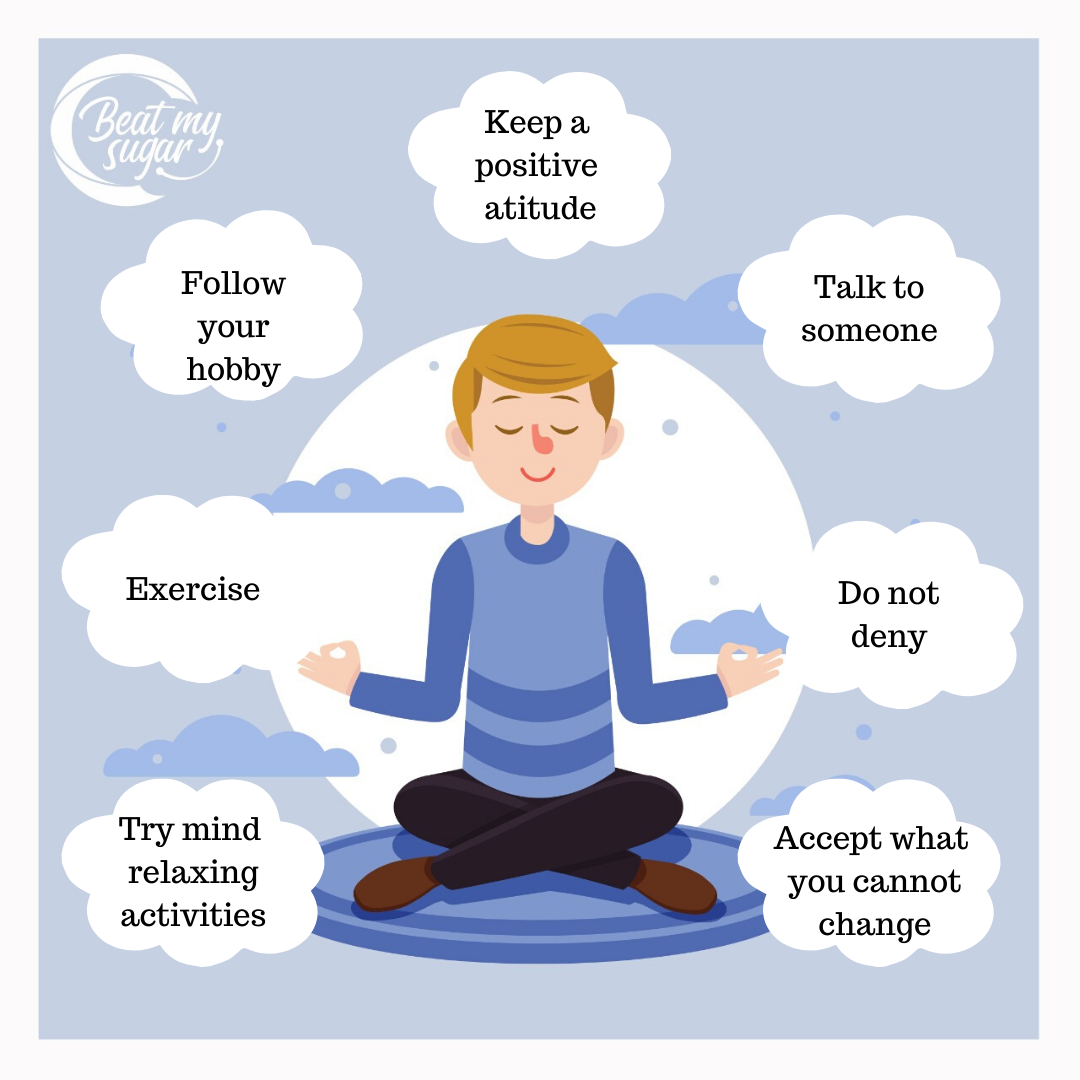 Beat my
sugar
Keep a
positive
atitude
Follow
your
hobby
Talk to
someone
Exercise
Do not
deny
Try mind
relaxing
activities
Accept what
you cannot
change